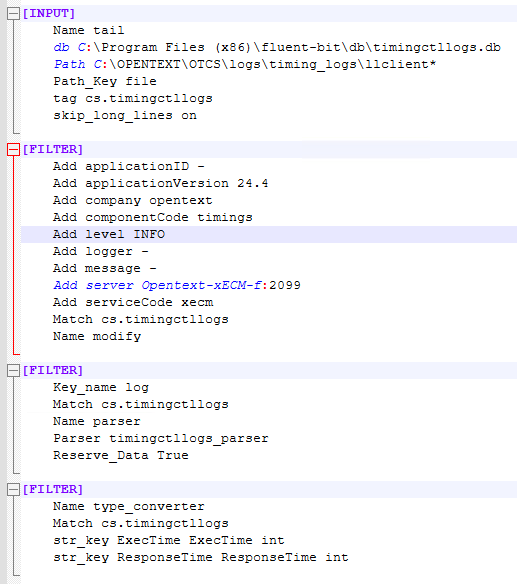 [INPUT]
Name tail
db C:\Program Files (x86)\fluent-bit\db\timingctllogs.db
Path C:\OPENTEXT\OTCS\logs\timing_logs\llclient*
Path_Key file
tag cs.timingctllogs
skip_long_lines on
[FILTER]
Add applicationID -
Add applicationVersion 24.4
Add company opentext
Add componentCode timings
Add level INFO
Add logger -
Add message -
Add server Opentext-xECM-f:2099
Add serviceCode xecm
Match cs.timingctllogs
Name modify
[FILTER]
Key_name log
Match cs.timingctllogs
Name parser
Parser timingctllogs_parser
Reserve_Data True
[FILTER]
Name type_converter
Match cs.timingctllogs
str_key ExecTime ExecTime int
str_key ResponseTime ResponseTime int